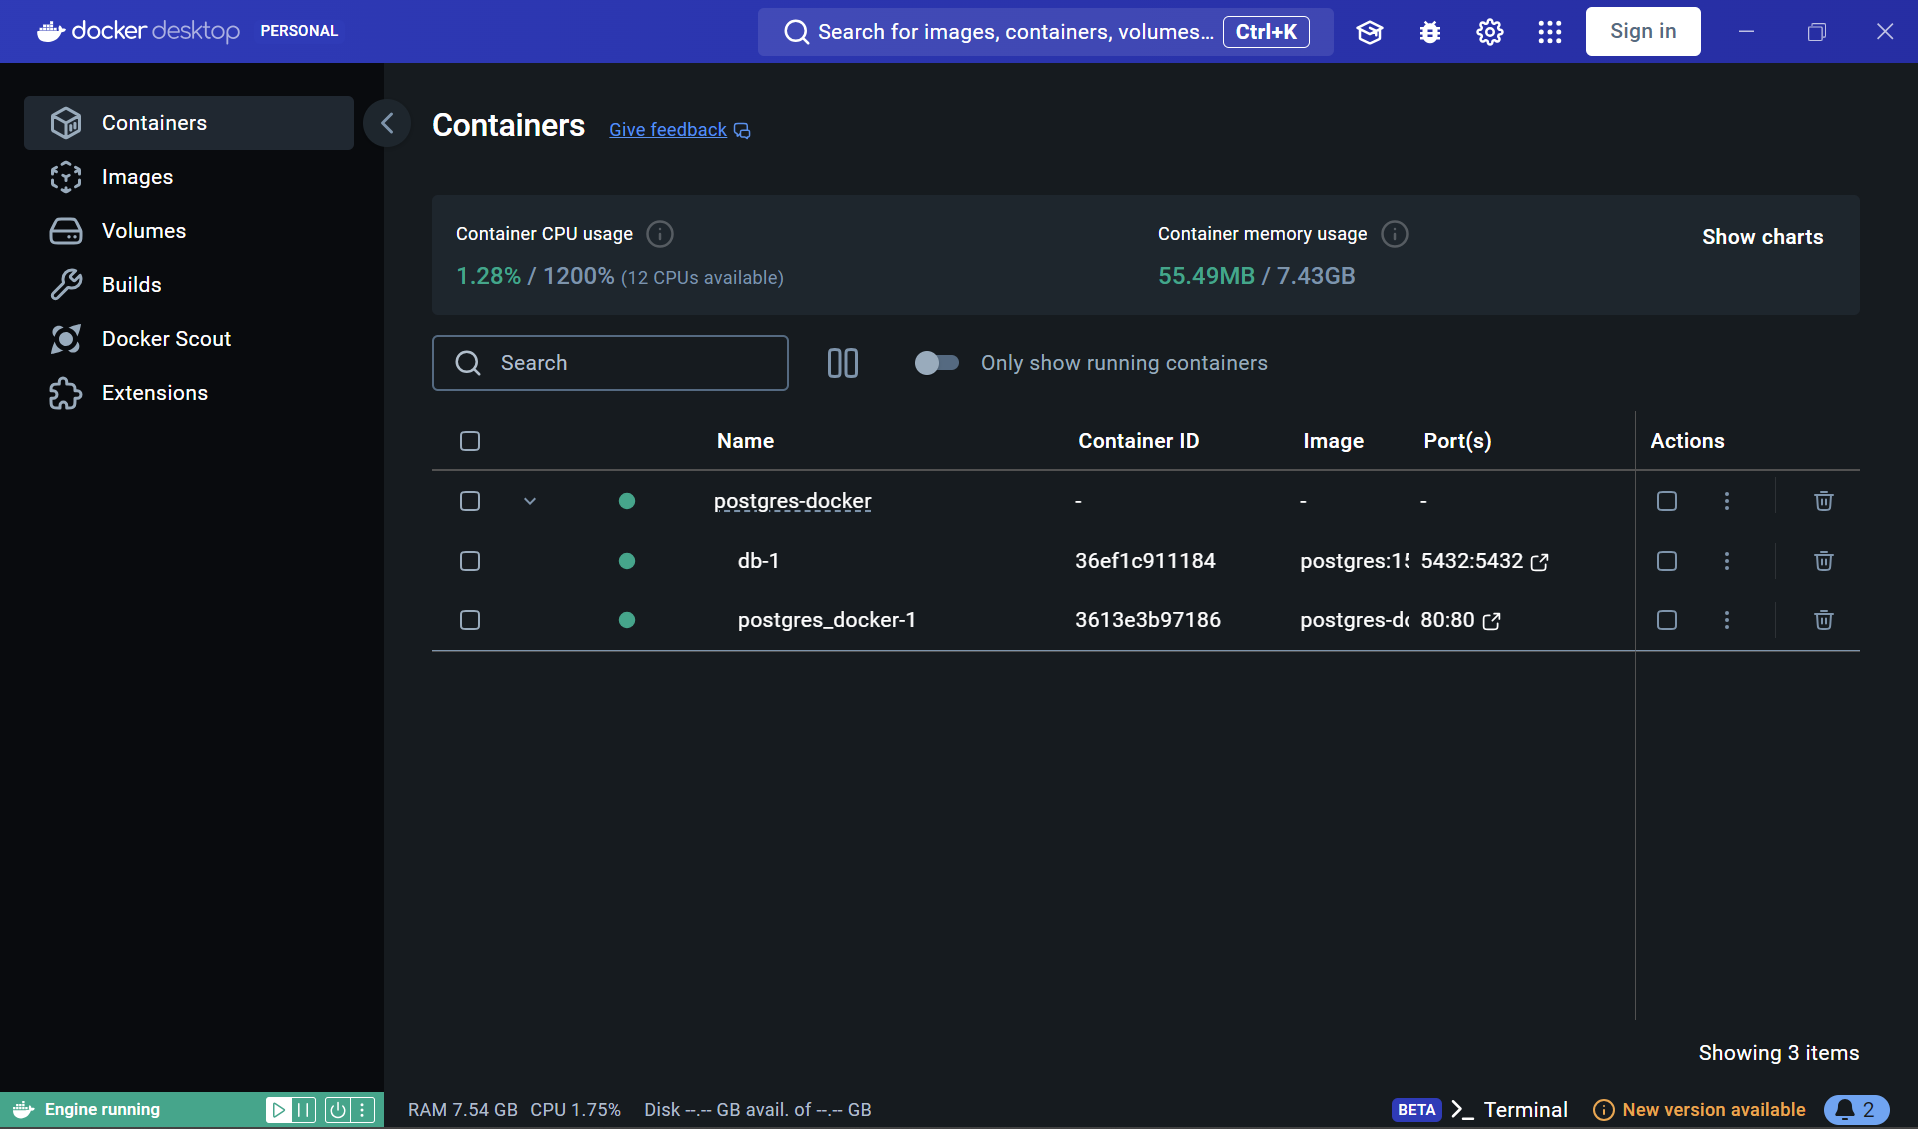 docker desktop PERSONAL
Search for images, containers, volumes... Ctrl+K
Sign in
Containers
Images
Volumes
Builds
Docker Scout
Extensions
Containers Give feedback
Container CPU usage
1.28% / 1200% (12 CPUs available)
Container memory usage
55.49MB / 7.43GB
Show charts
Search
Only show running containers
Name Container ID Image Port(s) Actions
postgres-docker - - -
db-1 36ef1c911184 postgres:15 5432:5432
postgres_docker-1 3613e3b97186 postgres-do 80:80
Showing 3 items
Engine running
RAM 7.54 GB CPU 1.75% Disk --.-- GB avail. of --.-- GB
BETA >_ Terminal New version available 2